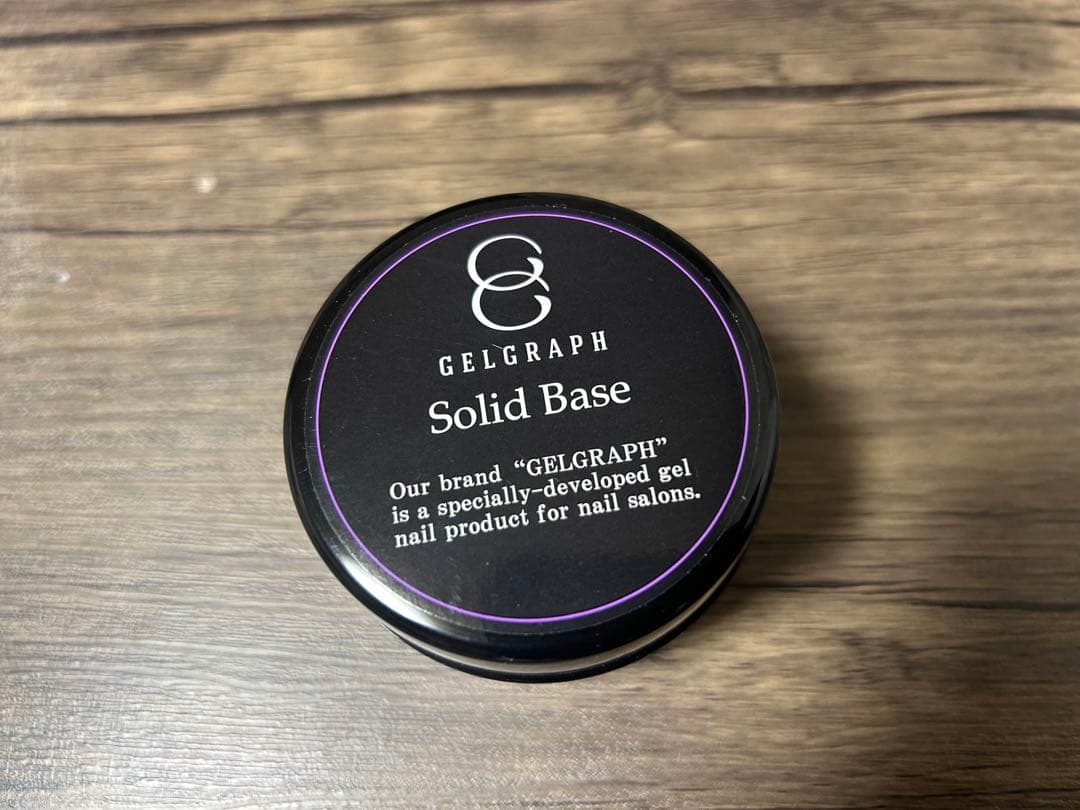 GELGRAPH
Solid Base
Our brand “GELGRAPH”
is a specially-developed gel
nail product for nail salons.